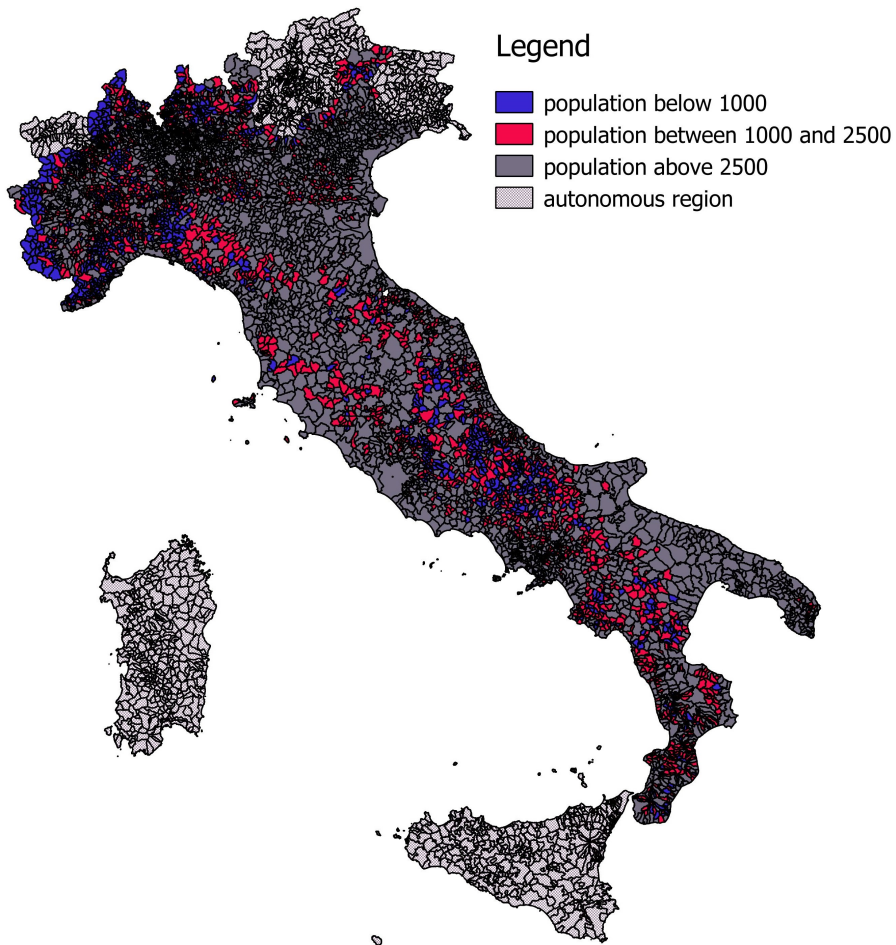 Legend
population below 1000
population between 1000 and 2500
population above 2500
autonomous region